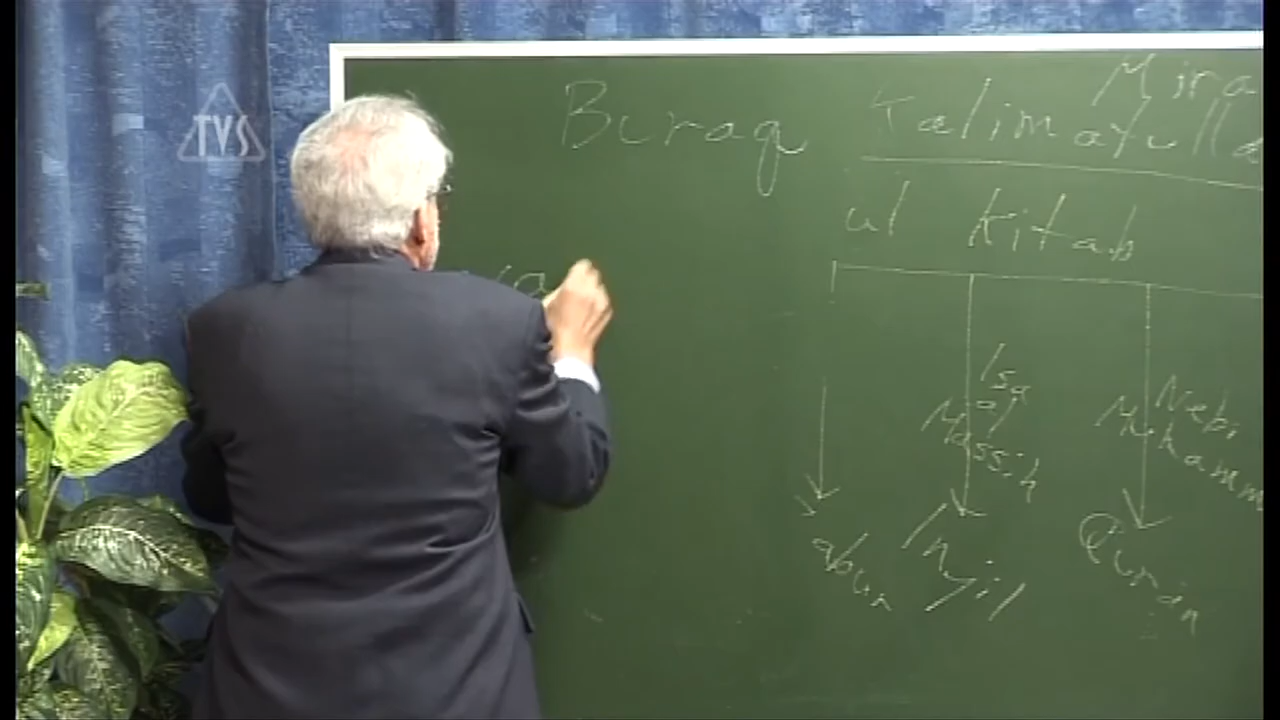 TVS
Mira
Buraq Kalimatulla
ul Kitab
Isa
al
Massih
Nebi
Muhamm
abur Injil Quran